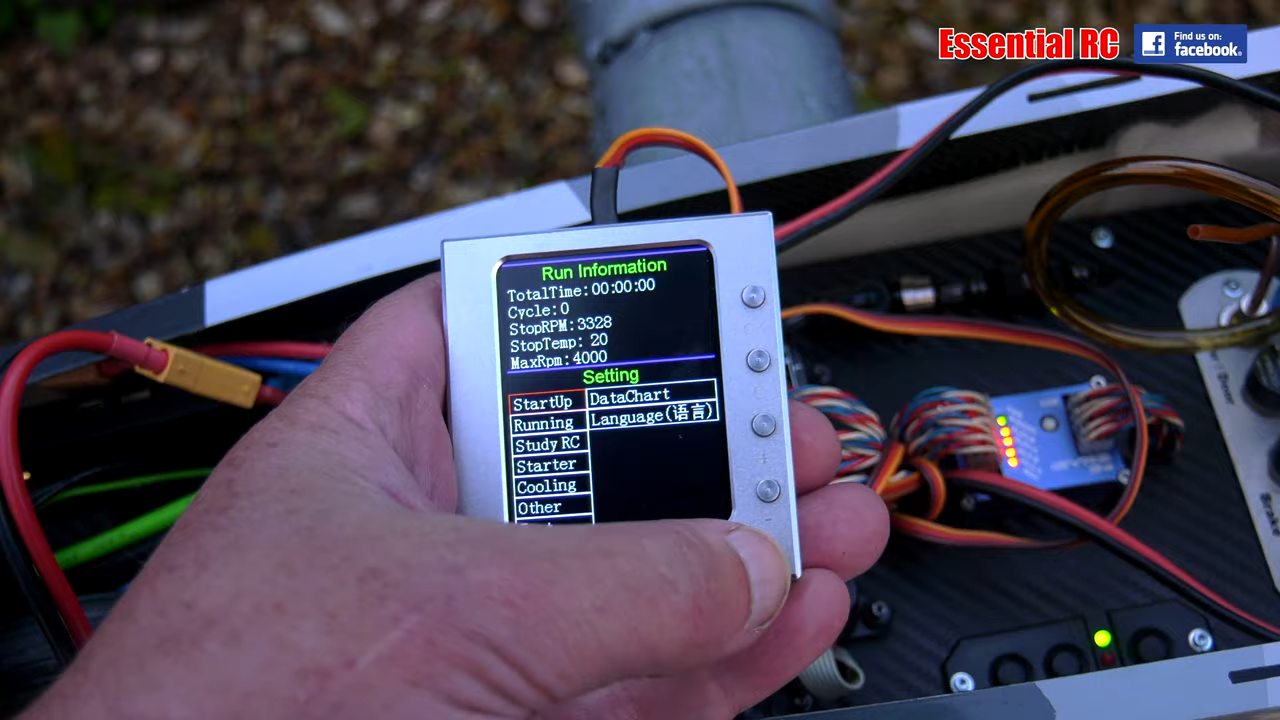 Essential RC
Find us on:
facebook
Run Information
TotalTime:00:00:00
Cycle:0
StopRPM:3328
StopTemp: 20
MaxRpm:4000
Setting
StartUp DataChart
Running Language(语言)
Study RC
Starter
Cooling
Other
+
-
Brake